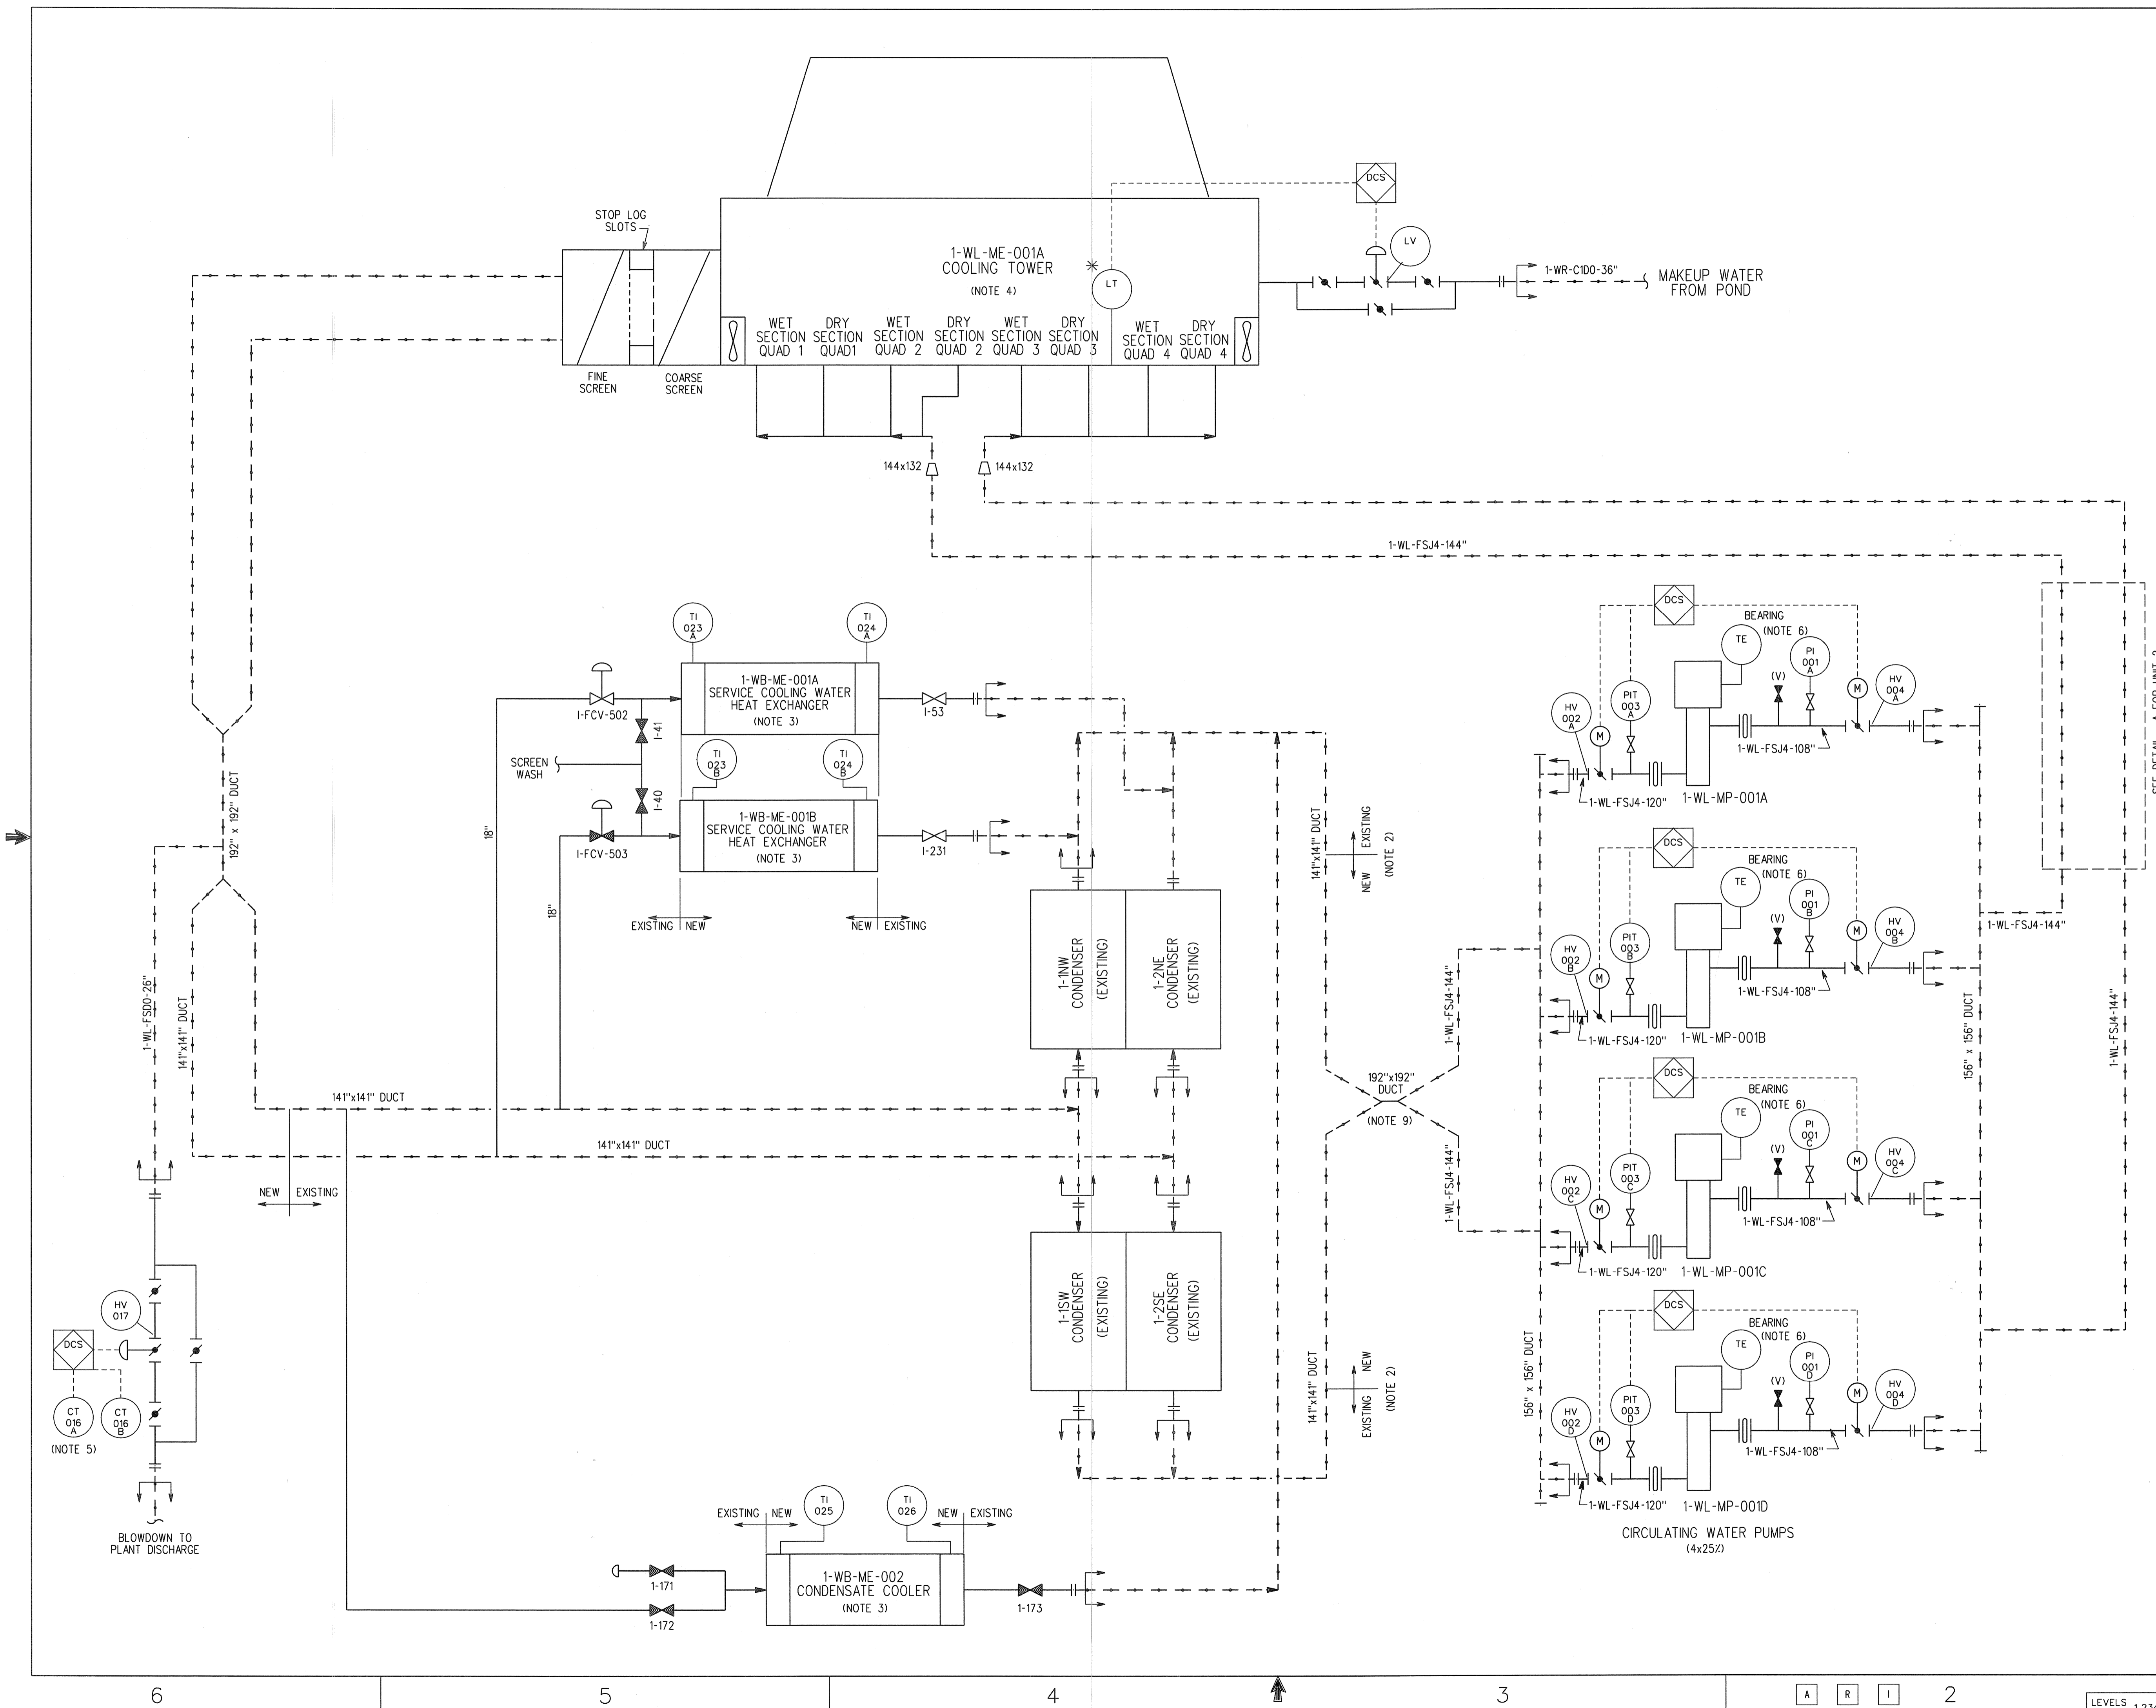 STOP LOG
SLOTS
1-WL-ME-001A
COOLING TOWER
(NOTE 4)
LT
DCS
LV
1-WR-C1D0-36"
MAKEUP WATER
FROM POND
WET
SECTION
QUAD 1
DRY
SECTION
QUAD1
WET
SECTION
QUAD 2
DRY
SECTION
QUAD 2
WET
SECTION
QUAD 3
DRY
SECTION
QUAD 3
WET
SECTION
QUAD 4
DRY
SECTION
QUAD 4
FINE
SCREEN
COARSE
SCREEN
144x132
144x132
1-WL-FSJ4-144"
TI
023
A
TI
024
A
1-WB-ME-001A
SERVICE COOLING WATER
HEAT EXCHANGER
(NOTE 3)
I-FCV-502
I-41
I-53
SCREEN
WASH
TI
023
B
TI
024
B
I-40
1-WB-ME-001B
SERVICE COOLING WATER
HEAT EXCHANGER
(NOTE 3)
I-FCV-503
I-231
18"
18"
EXISTING
NEW
NEW
EXISTING
192" x 192" DUCT
1-WL-FSD0-26"
141"x141" DUCT
141"x141" DUCT
141"x141" DUCT
NEW
EXISTING
1-1NW
CONDENSER
(EXISTING)
1-2NE
CONDENSER
(EXISTING)
1-1SW
CONDENSER
(EXISTING)
1-2SE
CONDENSER
(EXISTING)
141"x141" DUCT
NEW
EXISTING
(NOTE 2)
192"x192"
DUCT
(NOTE 9)
1-WL-FSJ4-144"
1-WL-FSJ4-144"
141"x141" DUCT
EXISTING
NEW
(NOTE 2)
HV
017
DCS
CT
016
A
CT
016
B
(NOTE 5)
BLOWDOWN TO
PLANT DISCHARGE
EXISTING
NEW
TI
025
TI
026
NEW
EXISTING
1-WB-ME-002
CONDENSATE COOLER
(NOTE 3)
1-171
1-172
1-173
DCS
BEARING
(NOTE 6)
TE
PI
001
A
(V)
M
HV
004
A
HV
002
A
PIT
003
A
M
1-WL-FSJ4-108"
1-WL-FSJ4-120"
1-WL-MP-001A
DCS
BEARING
(NOTE 6)
TE
PI
001
B
(V)
M
HV
004
B
HV
002
B
PIT
003
B
M
1-WL-FSJ4-108"
1-WL-FSJ4-120"
1-WL-MP-001B
DCS
BEARING
(NOTE 6)
TE
PI
001
C
(V)
M
HV
004
C
HV
002
C
PIT
003
C
M
1-WL-FSJ4-108"
1-WL-FSJ4-120"
1-WL-MP-001C
DCS
BEARING
(NOTE 6)
TE
PI
001
D
(V)
M
HV
004
D
HV
002
D
PIT
003
D
M
1-WL-FSJ4-108"
1-WL-FSJ4-120"
1-WL-MP-001D
156" x 156" DUCT
156" x 156" DUCT
1-WL-FSJ4-144"
1-WL-FSJ4-144"
CIRCULATING WATER PUMPS
(4x25%)
6
5
4
3
A
R
I
2
LEVELS